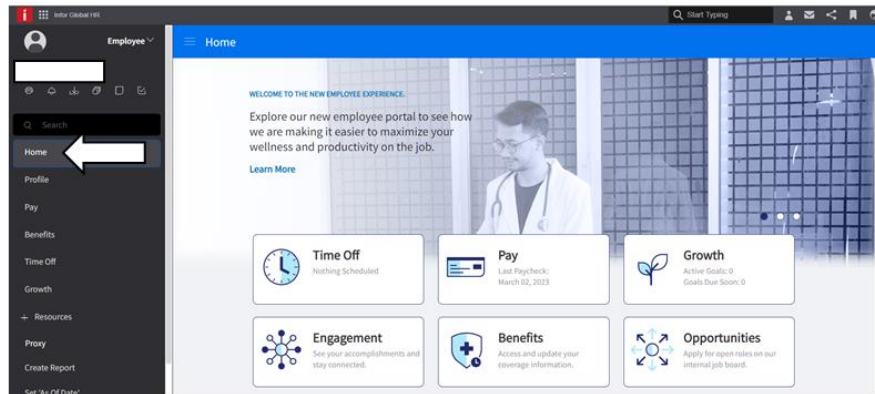 Infor Global HR
Start Typing
Employee
Home
WELCOME TO THE NEW EMPLOYEE EXPERIENCE.
Explore our new employee portal to see how
we are making it easier to maximize your
wellness and productivity on the job.
Learn More
Search
Home
Profile
Pay
Benefits
Time Off
Growth
+ Resources
Proxy
Create Report
Set 'As Of Date'
Time Off
Nothing Scheduled
Pay
Last Paycheck:
March 02, 2023
Growth
Active Goals: 0
Goals Due Soon: 0
Engagement
See your accomplishments and
stay connected.
Benefits
Access and update your
coverage information.
Opportunities
Apply for open roles on our
internal job board.